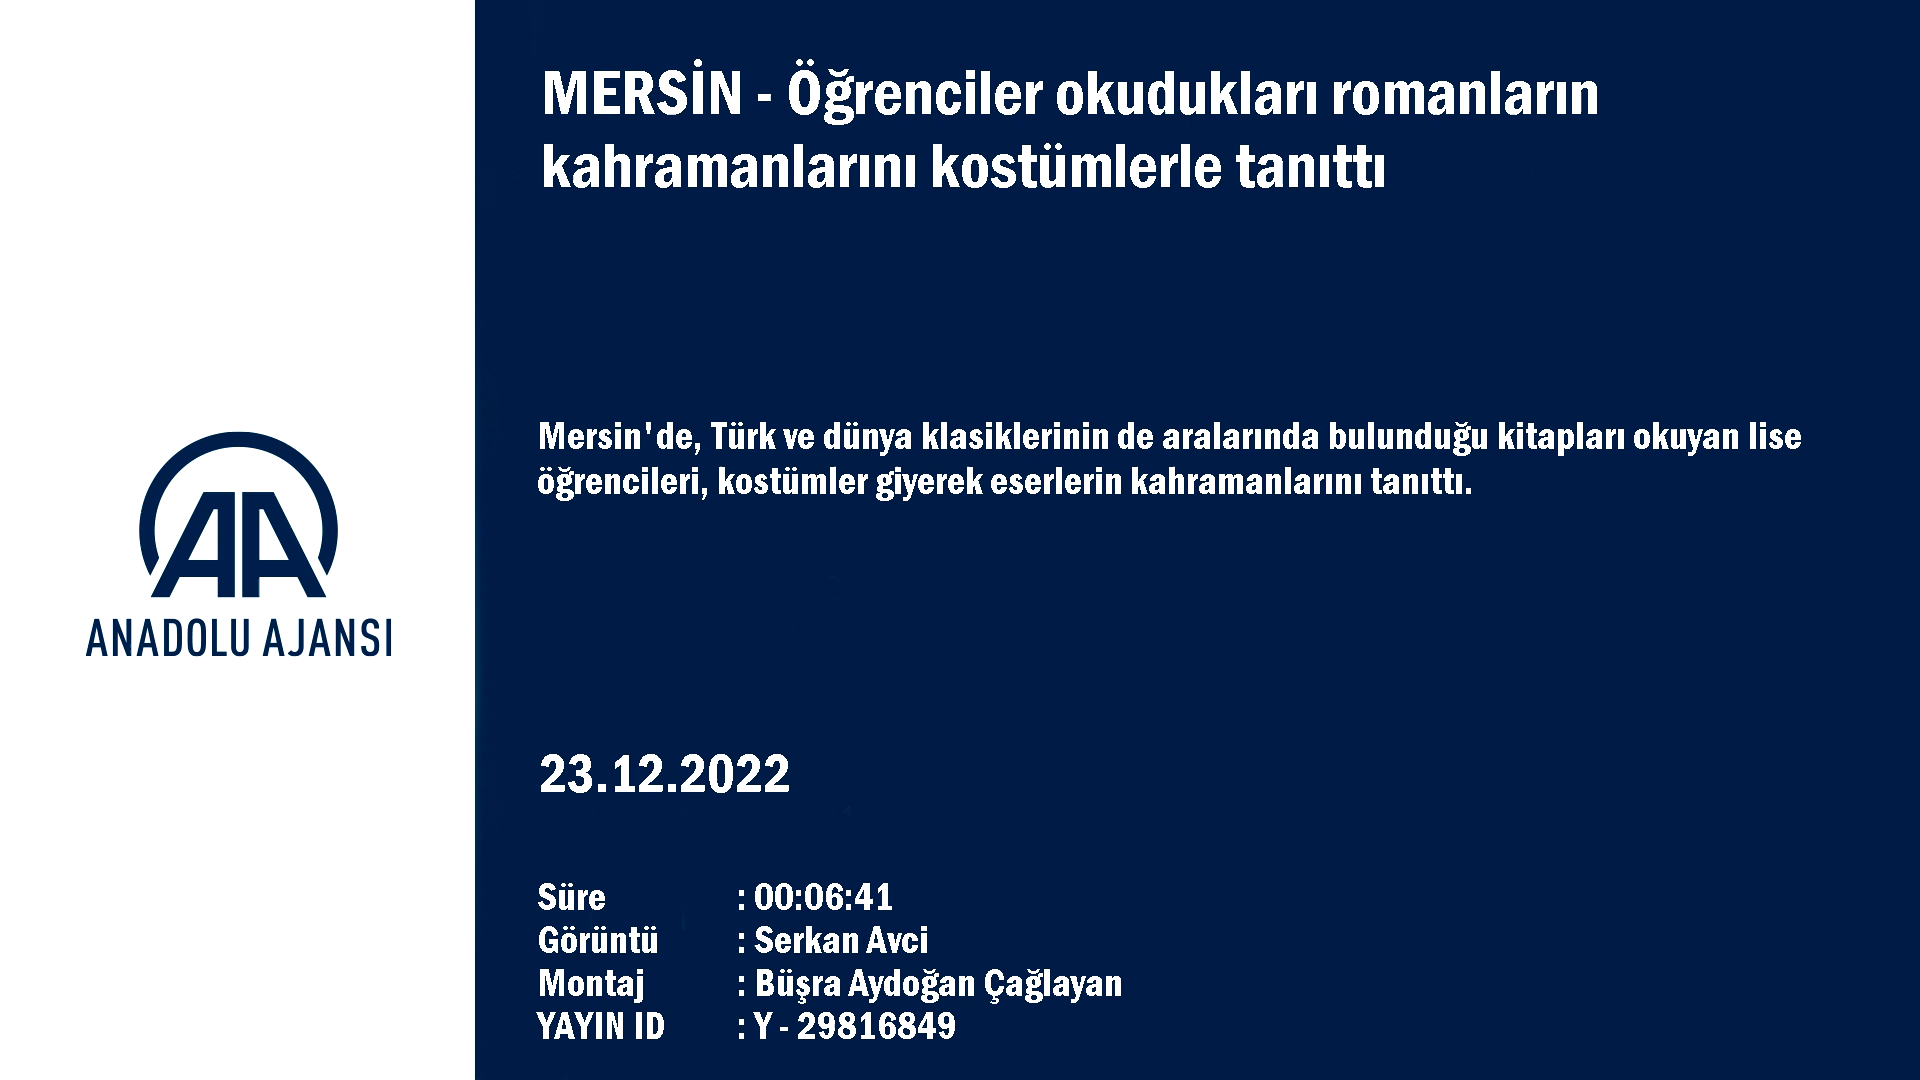 MERSİN - Öğrenciler okudukları romanların
kahramanlarını kostümlerle tanıttı
Mersin'de, Türk ve dünya klasiklerinin de aralarında bulunduğu kitapları okuyan lise
öğrencileri, kostümler giyerek eserlerin kahramanlarını tanıttı.
AA
ANADOLU AJANSI
23.12.2022
Süre : 00:06:41
Görüntü : Serkan Avci
Montaj : Büşra Aydoğan Çağlayan
YAYIN ID : Y - 29816849